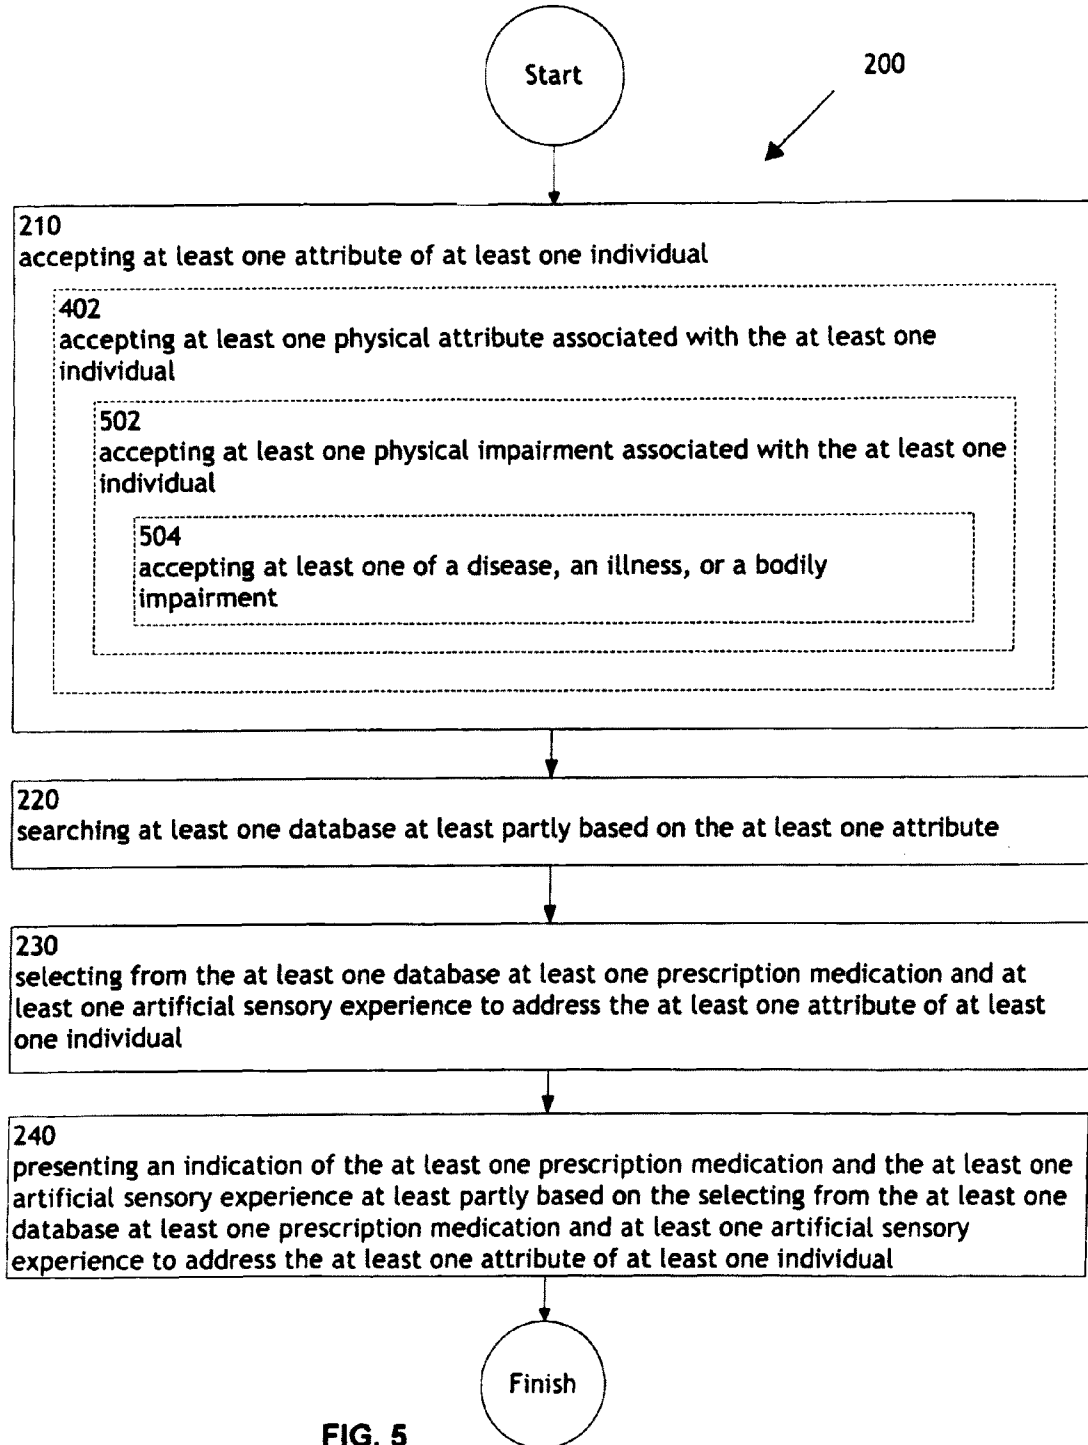 Start
200
210
accepting at least one attribute of at least one individual
402
accepting at least one physical attribute associated with the at least one
individual
502
accepting at least one physical impairment associated with the at least one
individual
504
accepting at least one of a disease, an illness, or a bodily
impairment
220
searching at least one database at least partly based on the at least one attribute
230
selecting from the at least one database at least one prescription medication and at
least one artificial sensory experience to address the at least one attribute of at least
one individual
240
presenting an indication of the at least one prescription medication and the at least one
artificial sensory experience at least partly based on the selecting from the at least one
database at least one prescription medication and at least one artificial sensory
experience to address the at least one attribute of at least one individual
Finish
FIG. 5